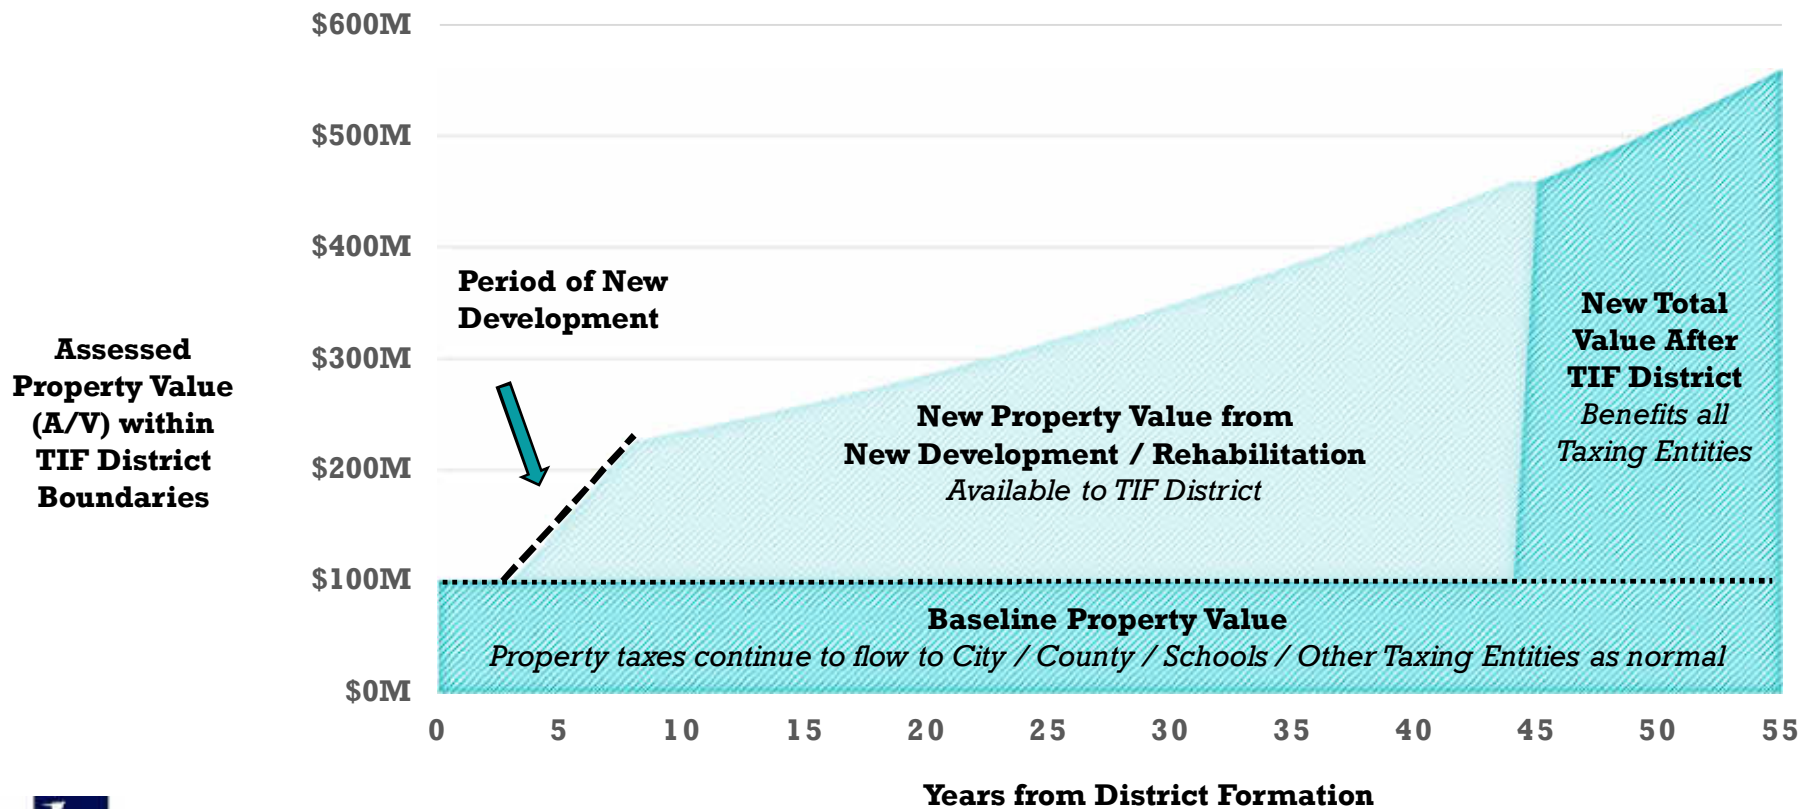 $600M
$500M
$400M
$300M
$200M
$100M
$0M
Assessed
Property Value
(A/V) within
TIF District
Boundaries
Period of New
Development
New Property Value from
New Development / Rehabilitation
Available to TIF District
New Total
Value After
TIF District
Benefits all
Taxing Entities
Baseline Property Value
Property taxes continue to flow to City / County / Schools / Other Taxing Entities as normal
0 5 10 15 20 25 30 35 40 45 50 55
Years from District Formation